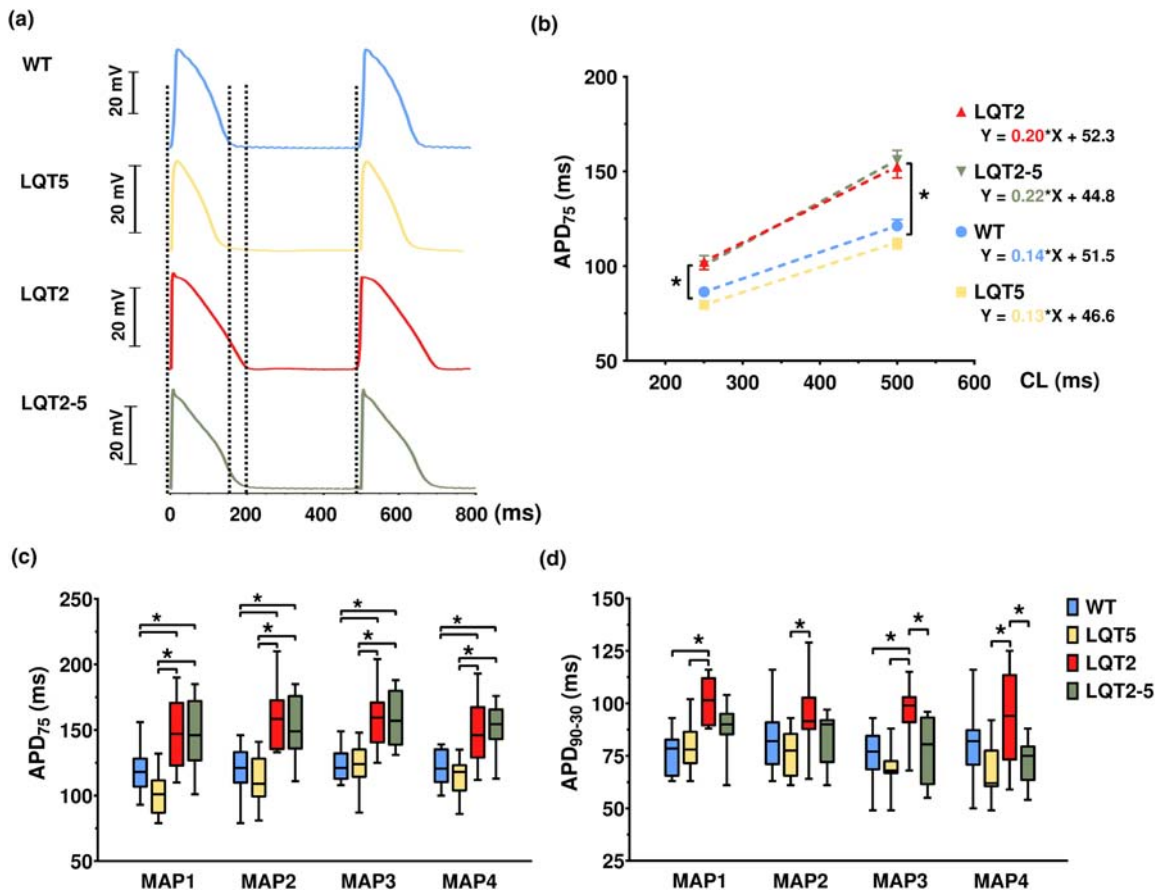 (a)
WT
20 mV
LQT5
20 mV
LQT2
20 mV
LQT2-5
20 mV
0 200 400 600 800 (ms)
(b)
APD75 (ms)
200
150
100
50
200 300 400 500 600 CL (ms)
*
*
LQT2
Y = 0.20*X + 52.3
LQT2-5
Y = 0.22*X + 44.8
WT
Y = 0.14*X + 51.5
LQT5
Y = 0.13*X + 46.6
(c)
APD75 (ms)
250
200
150
100
50
* * * *
* * * *
MAP1 MAP2 MAP3 MAP4
(d)
APD90-30 (ms)
150
125
100
75
50
25
* * * * * *
MAP1 MAP2 MAP3 MAP4
WT
LQT5
LQT2
LQT2-5